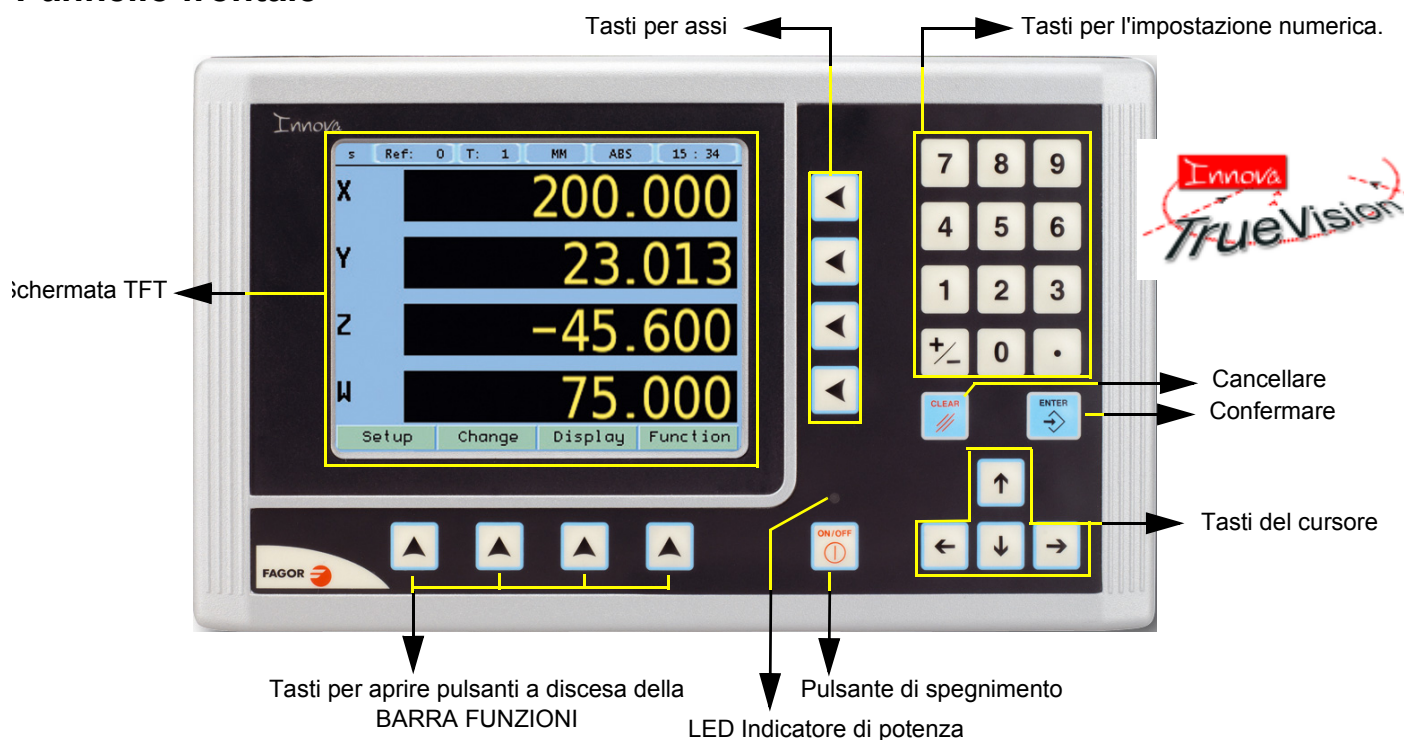 Tasti per assi
Tasti per l'impostazione numerica.
Innova
s Ref: 0 T: 1 MM ABS 15 : 34
X 200.000
Y 23.013
Z -45.600
W 75.000
Setup Change Display Function
7 8 9
4 5 6
1 2 3
+/- 0 .
CLEAR
ENTER
ON/OFF
FAGOR
Innova
TrueVision
TFT
Cancellare
Confermare
Tasti del cursore
Tasti per aprire pulsanti a discesa della
BARRA FUNZIONI
Pulsante di spegnimento
LED Indicatore di potenza